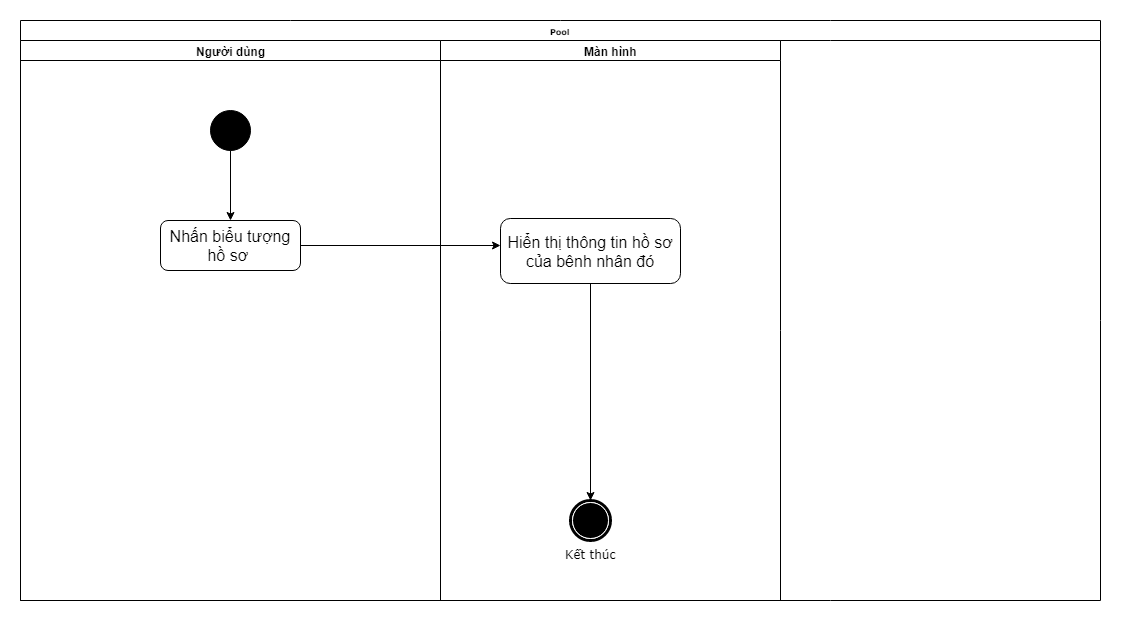 Pool
Người dùng
Màn hình
Nhấn biểu tượng
hồ sơ
Hiển thị thông tin hồ sơ
của bênh nhân đó
Kết thúc